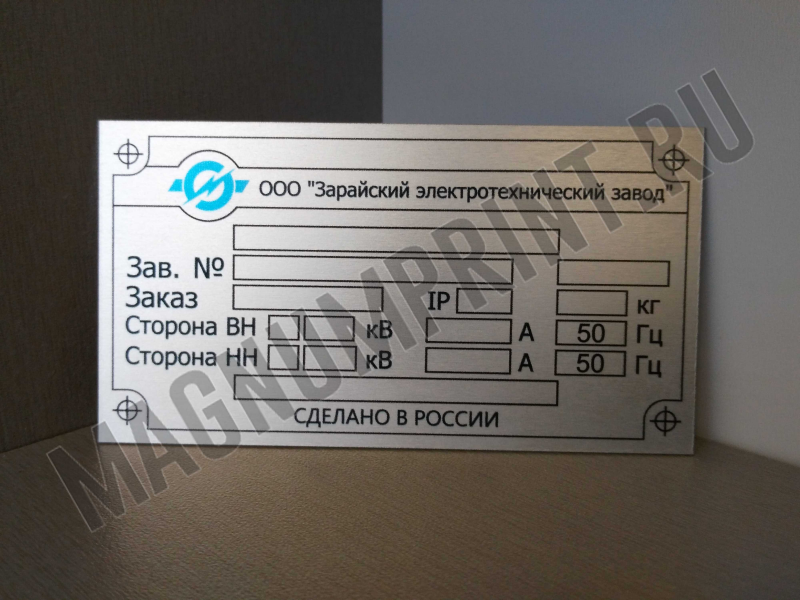 ООО "Зарайский электротехнический завод"
Зав. №
Заказ IP кг
Сторона ВН кВ А 50 Гц
Сторона НН кВ А 50 Гц
СДЕЛАНО В РОССИИ
MAGNUMPRINT.RU